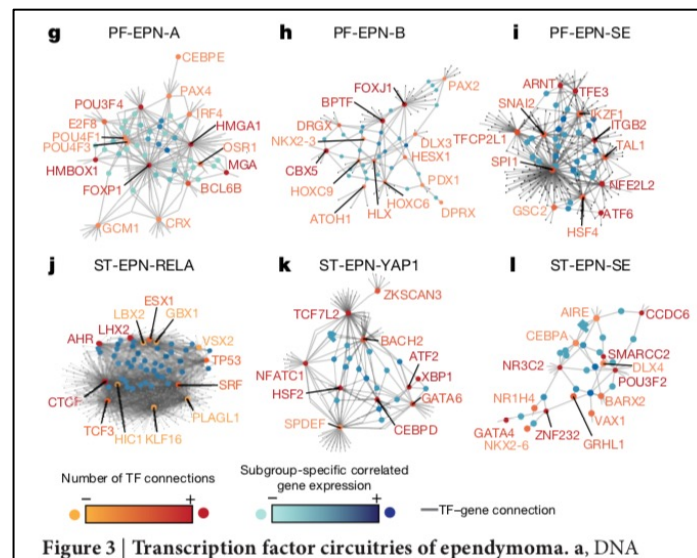 g PF-EPN-A
h PF-EPN-B
i PF-EPN-SE
CEBPE
POU3F4
PAX4
E2F8
IRF4
POU4F1
HMGA1
POU4F3
OSR1
HMBOX1
MGA
FOXP1
BCL6B
GCM1
CRX
FOXJ1
PAX2
BPTF
DRGX
NKX2-3
DLX3
HESX1
CBX5
PDX1
HOXC9
HOXC6
ATOH1
HLX
DPRX
ARNT
TFE3
SNAI2
IKZF1
TFCP2L1
ITGB2
TAL1
SPI1
NFE2L2
GSC2
ATF6
HSF4
j ST-EPN-RELA
k ST-EPN-YAP1
l ST-EPN-SE
ESX1
LBX2
GBX1
LHX2
AHR
VSX2
TP53
CTCF
SRF
PLAGL1
TCF3
HIC1
KLF16
ZKSCAN3
TCF7L2
BACH2
ATF2
NFATC1
XBP1
HSF2
GATA6
SPDEF
CEBPD
AIRE
CCDC6
CEBPA
SMARCC2
NR3C2
DLX4
POU3F2
NR1H4
BARX2
VAX1
GATA4
ZNF232
GRHL1
NKX2-6
Number of TF connections
− +
Subgroup-specific correlated
gene expression
− +
TF–gene connection
Figure 3 | Transcription factor circuitries of ependymoma. a, DNA